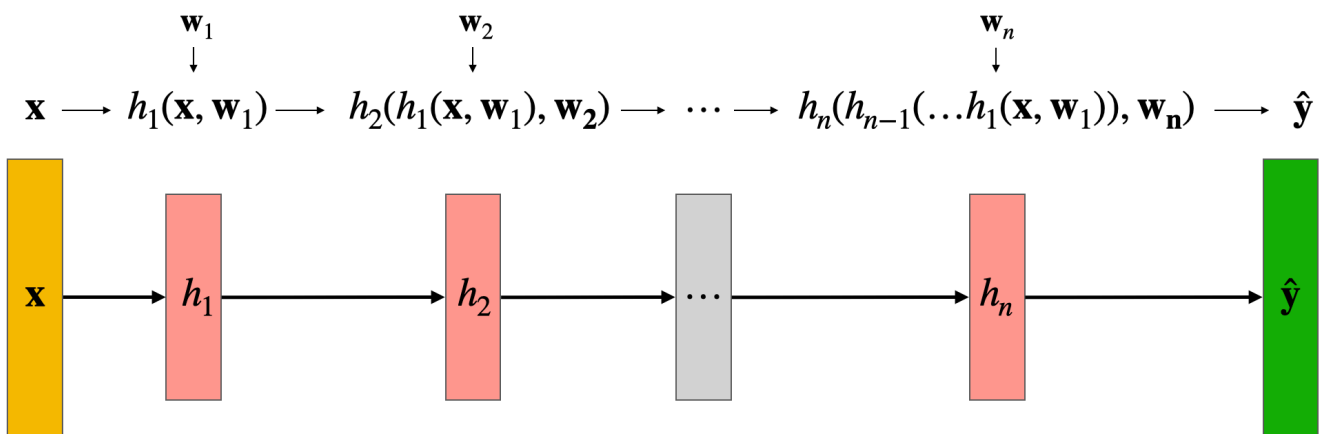 𝐰₁ 𝐰₂ 𝐰ₙ
𝐱 → h₁(𝐱, 𝐰₁) → h₂(h₁(𝐱, 𝐰₁), 𝐰₂) → ⋯ → hₙ(hₙ₋₁(…h₁(𝐱, 𝐰₁)), 𝐰ₙ) → ŷ
𝐱 h₁ h₂ ⋯ hₙ ŷ